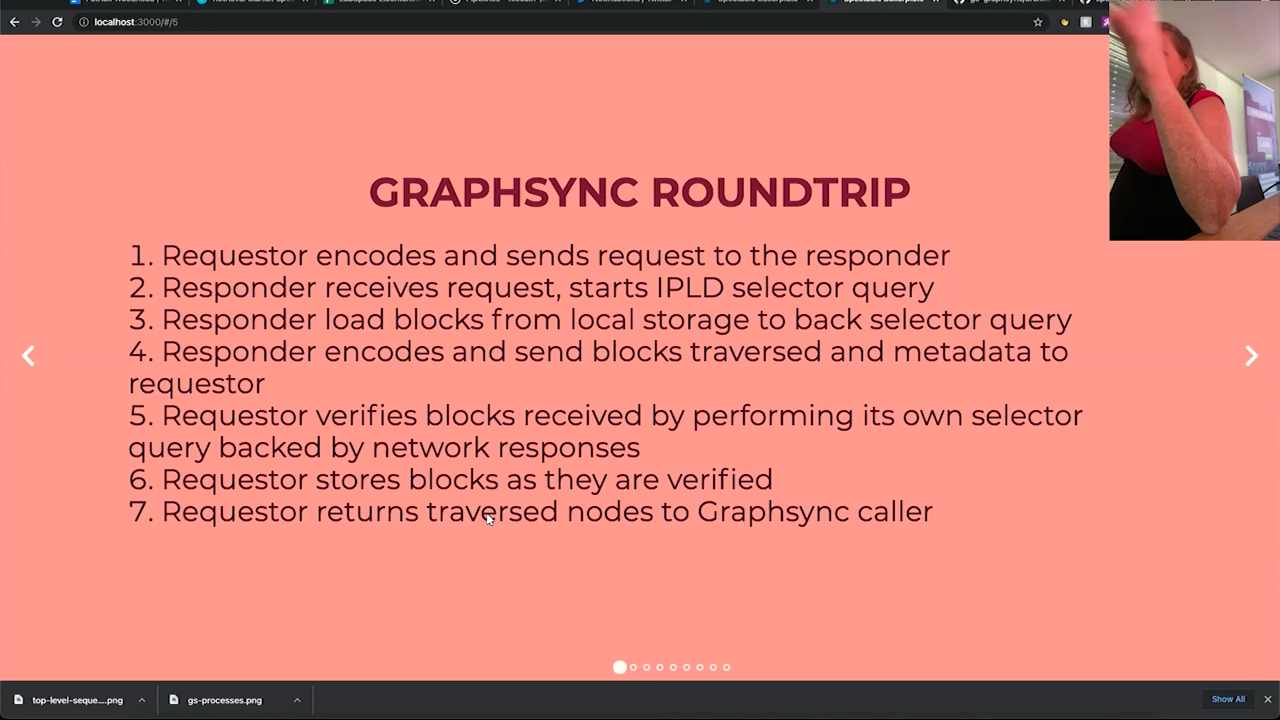 localhost:3000/#/5
GRAPHSYNC ROUNDTRIP
1. Requestor encodes and sends request to the responder
2. Responder receives request, starts IPLD selector query
3. Responder load blocks from local storage to back selector query
4. Responder encodes and send blocks traversed and metadata to
requestor
5. Requestor verifies blocks received by performing its own selector
query backed by network responses
6. Requestor stores blocks as they are verified
7. Requestor returns traversed nodes to Graphsync caller
top-level-seque....png
gs-processes.png
Show All